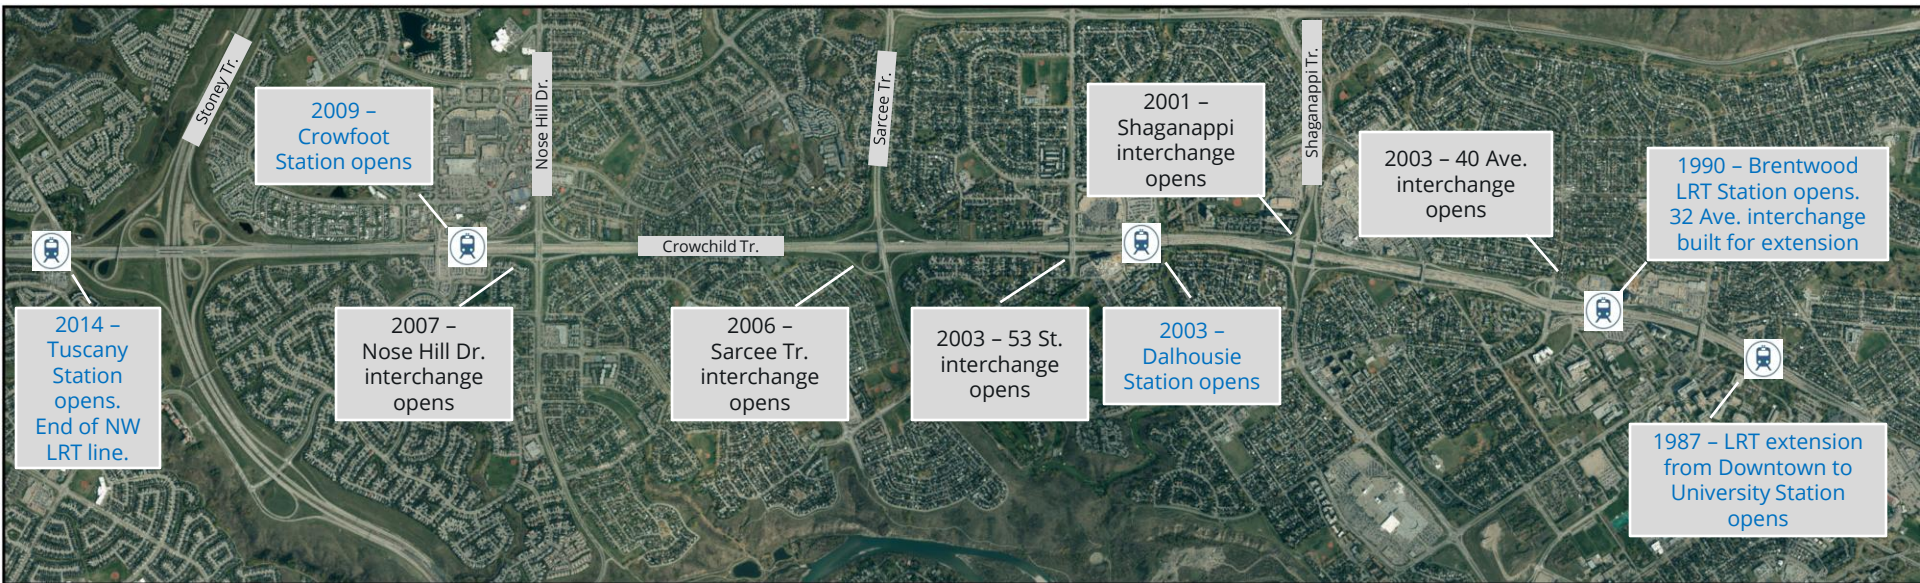 Stoney Tr.
2009 –
Crowfoot
Station opens
Nose Hill Dr.
Sarcee Tr.
2001 –
Shaganappi
interchange
opens
Shaganappi Tr.
2003 – 40 Ave.
interchange
opens
1990 – Brentwood
LRT Station opens.
32 Ave. interchange
built for extension
Crowchild Tr.
2014 –
Tuscany
Station
opens.
End of NW
LRT line.
2007 –
Nose Hill Dr.
interchange
opens
2006 –
Sarcee Tr.
interchange
opens
2003 – 53 St.
interchange
opens
2003 –
Dalhousie
Station opens
1987 – LRT extension
from Downtown to
University Station
opens